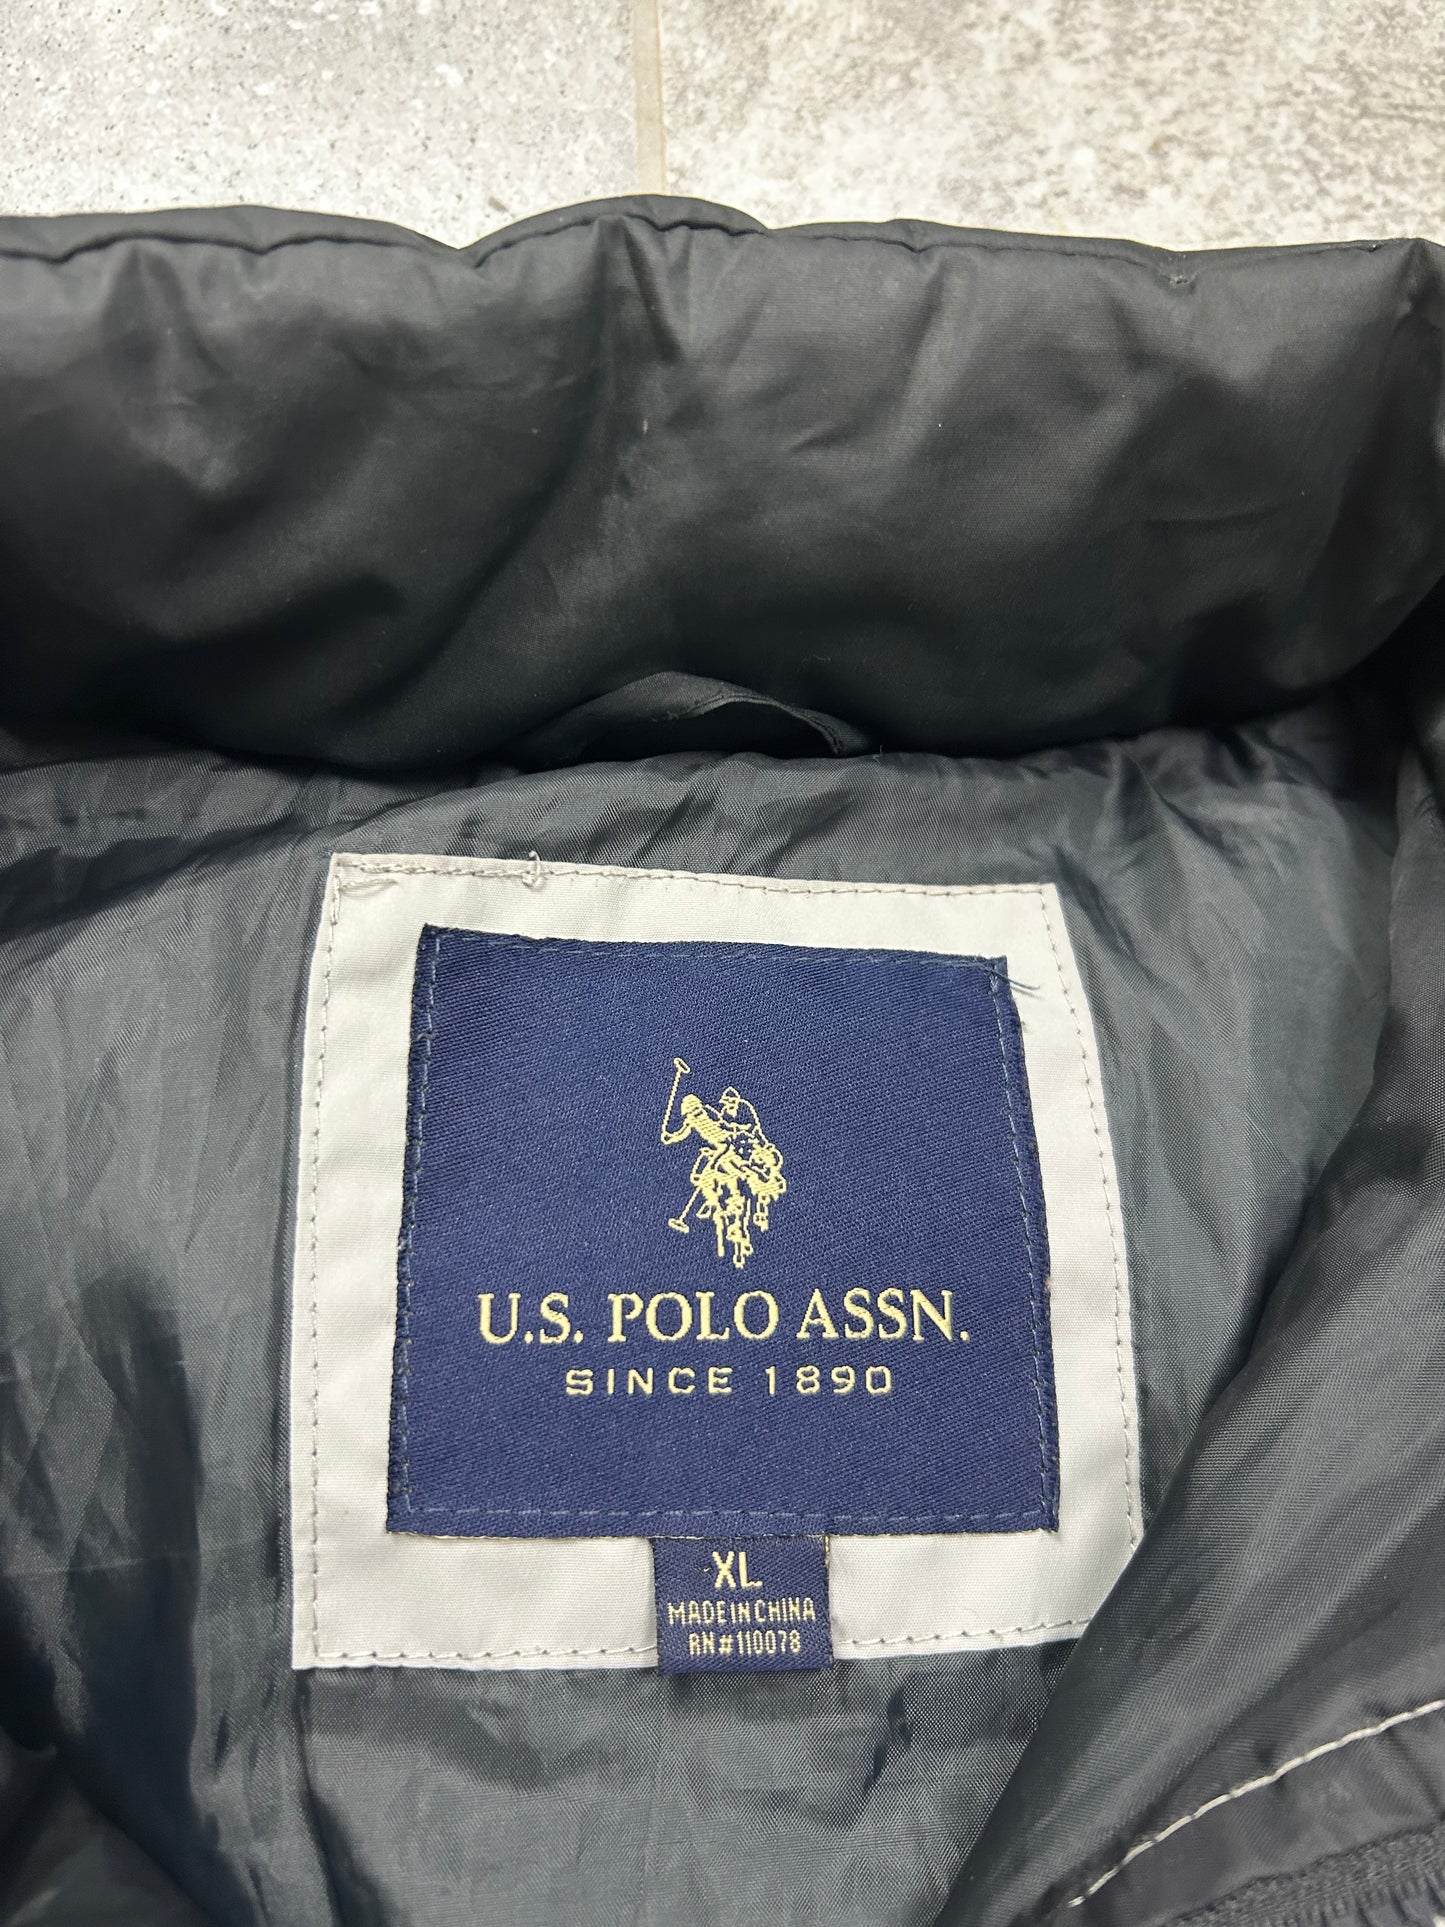 U.S. POLO ASSN.
SINCE 1890
XL
MADE IN CHINA
RN#110078